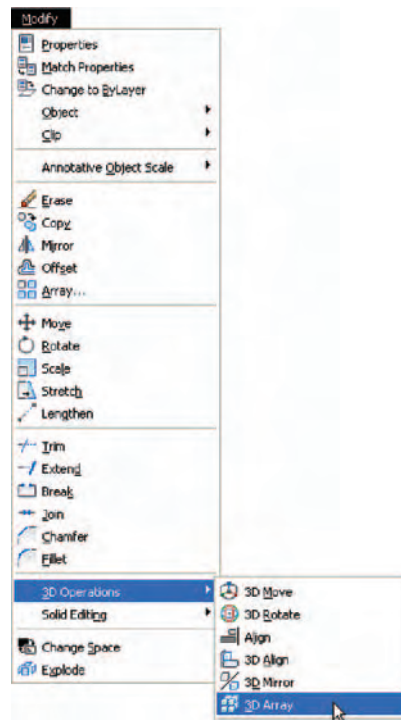 Modify
Properties
Match Properties
Change to ByLayer
Object
Clip
Annotative Object Scale
Erase
Copy
Mirror
Offset
Array...
Move
Rotate
Scale
Stretch
Lengthen
Trim
Extend
Break
Join
Chamfer
Fillet
3D Operations
3D Move
3D Rotate
Align
3D Align
3D Mirror
3D Array
Solid Editing
Change Space
Explode